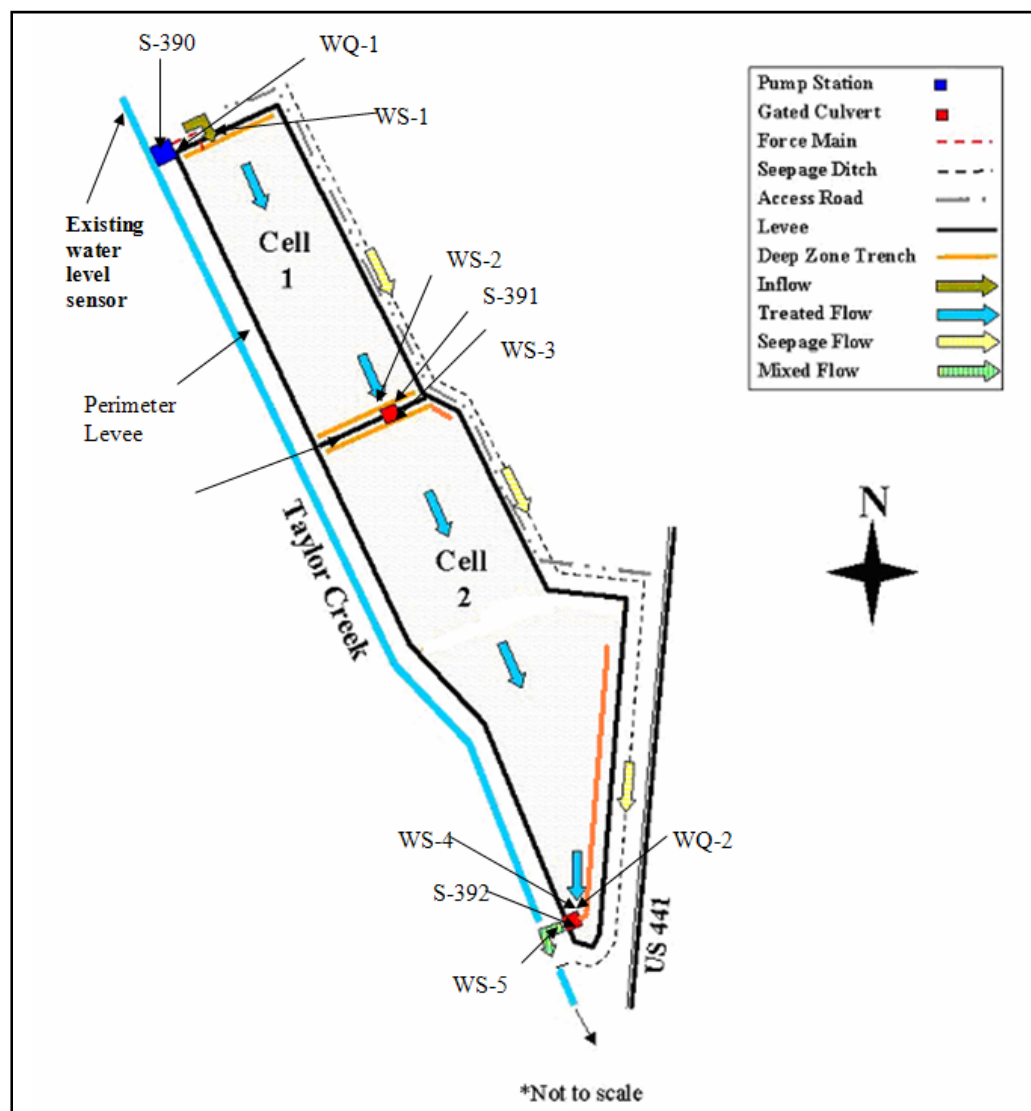 S-390
WQ-1
WS-1
Existing
water
level
sensor
Cell
1
WS-2
S-391
WS-3
Perimeter
Levee
Taylor Creek
Cell
2
WS-4
WQ-2
S-392
WS-5
US 441
N
*Not to scale
Pump Station
Gated Culvert
Force Main
Seepage Ditch
Access Road
Levee
Deep Zone Trench
Inflow
Treated Flow
Seepage Flow
Mixed Flow